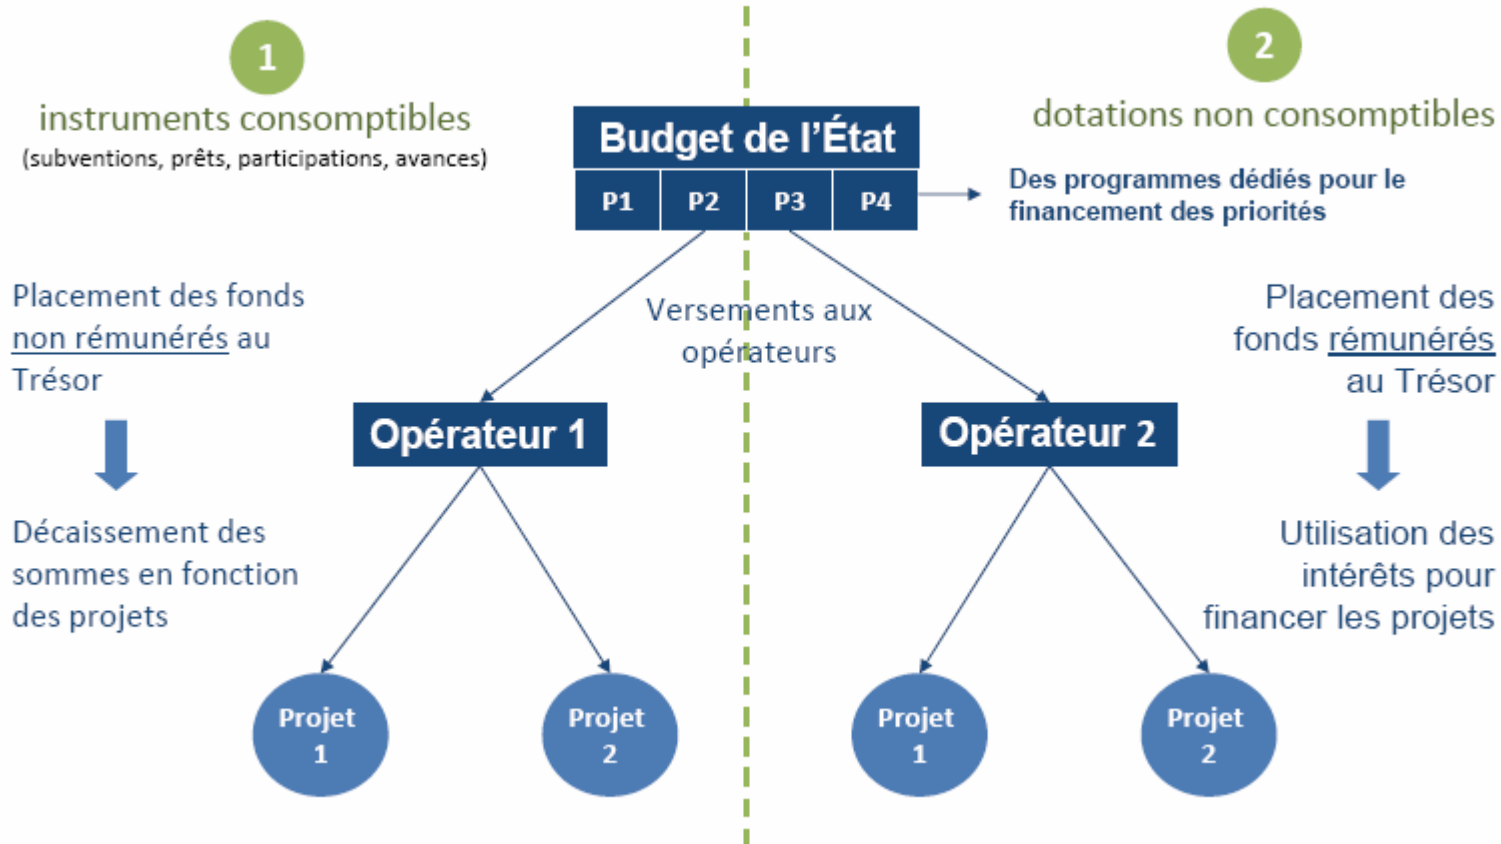 1
instruments consomptibles
(subventions, prêts, participations, avances)
2
dotations non consomptibles
Budget de l'État
P1 P2 P3 P4
Des programmes dédiés pour le
financement des priorités
Placement des fonds
non rémunérés au
Trésor
Versements aux
opérateurs
Placement des
fonds rémunérés
au Trésor
Opérateur 1
Opérateur 2
Décaissement des
sommes en fonction
des projets
Utilisation des
intérêts pour
financer les projets
Projet
1
Projet
2
Projet
1
Projet
2